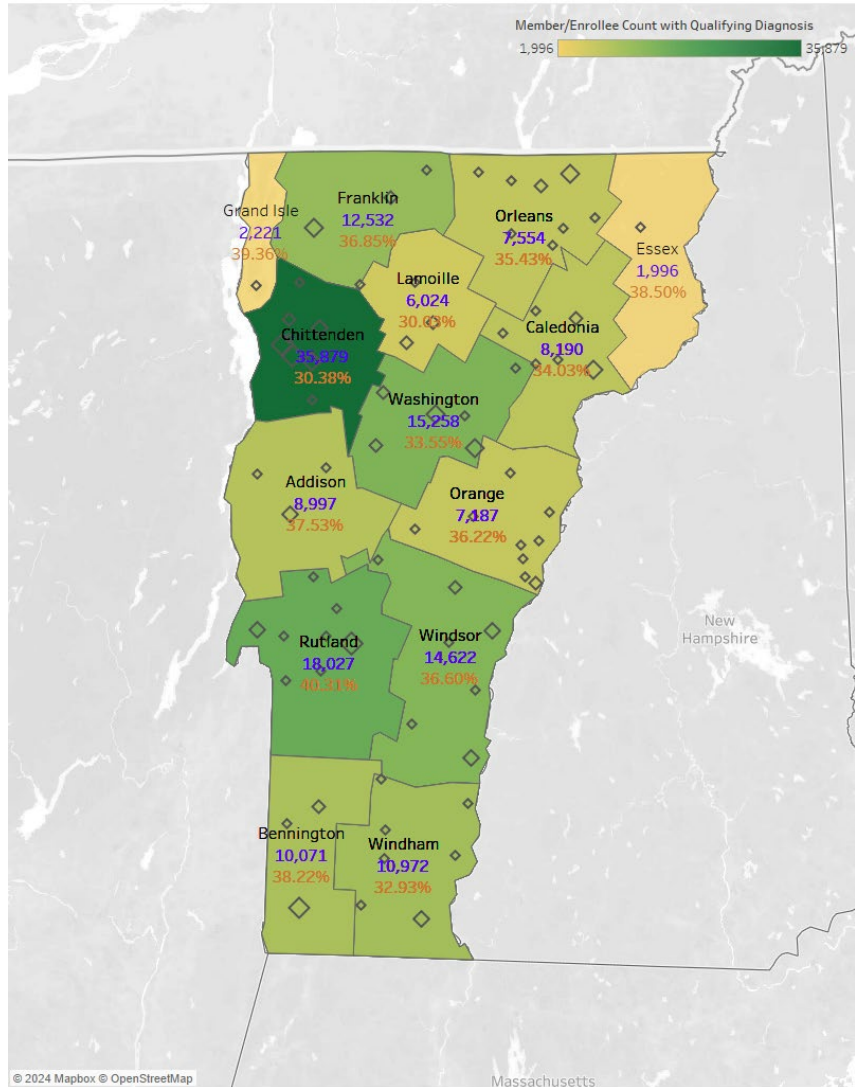 Member/Enrollee Count with Qualifying Diagnosis
1,996 35,879
Grand Isle
2,221
39.36%
Franklin
12,532
36.85%
Orleans
7,554
35.43%
Essex
1,996
38.50%
Lamoille
6,024
Chittenden
35,879
30.38%
Caledonia
8,190
34.03%
Washington
15,258
33.55%
Addison
8,997
37.53%
Orange
7,187
36.22%
Rutland
18,027
40.31%
Windsor
14,622
36.60%
New
Hampshire
Bennington
10,071
38.22%
Windham
10,972
32.93%
© 2024 Mapbox © OpenStreetMap
Massachusetts